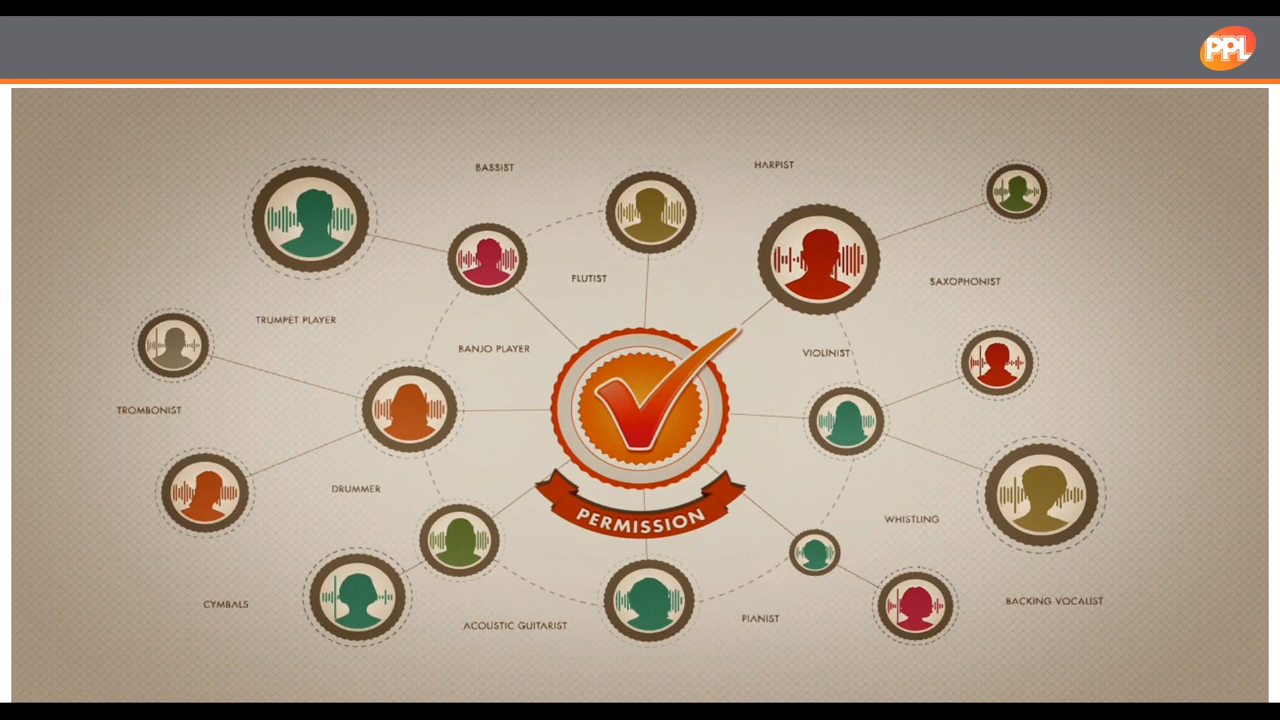 PPL
BASSIST
HARPIST
FLUTIST
SAXOPHONIST
TRUMPET PLAYER
BANJO PLAYER
VIOLINIST
TROMBONIST
DRUMMER
PERMISSION
WHISTLING
CYMBALS
BACKING VOCALIST
ACOUSTIC GUITARIST
PIANIST